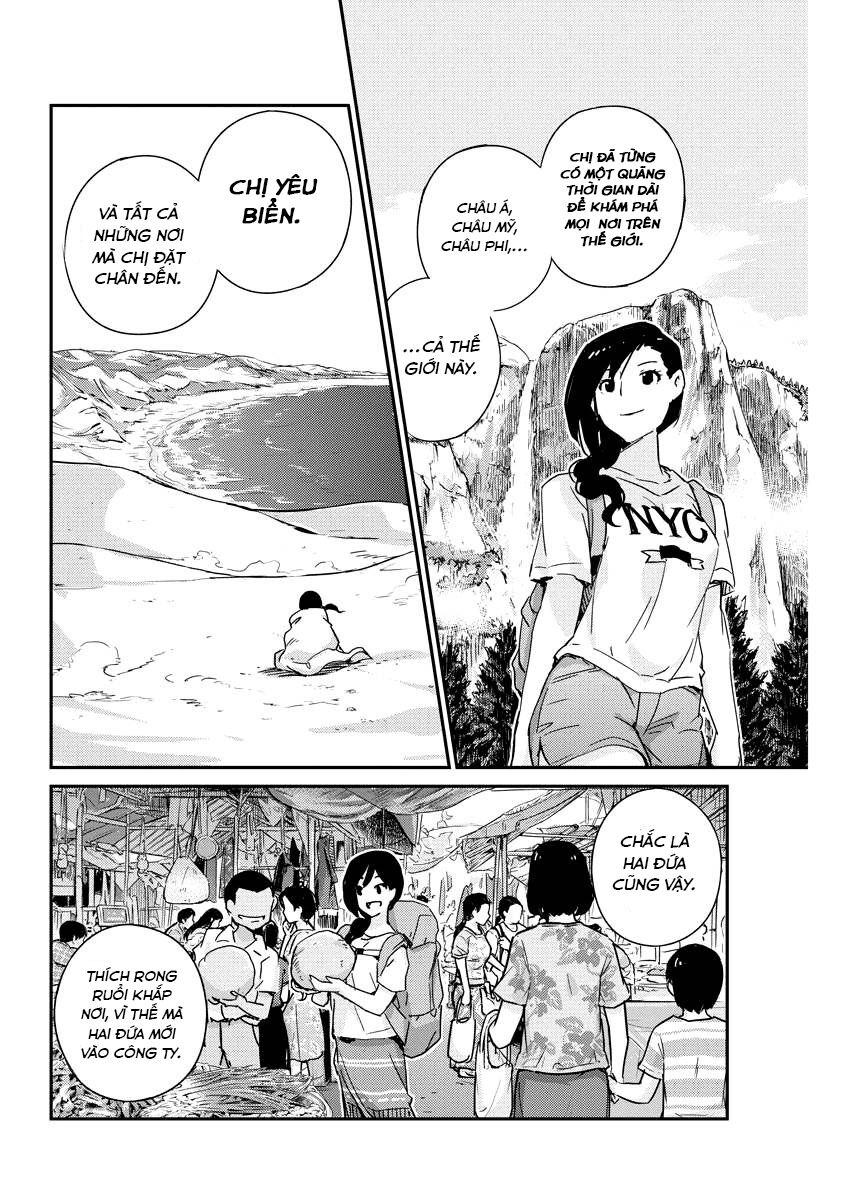 CHỊ ĐÃ TỪNG
CÓ MỘT QUÃNG
THỜI GIAN DÀI
ĐỂ KHÁM PHÁ
MỌI NƠI TRÊN
THẾ GIỚI.
CHÂU Á,
CHÂU MỸ,
CHÂU PHI,...
...CẢ THẾ
GIỚI NÀY.
NYC
CHỊ YÊU
BIỂN.
VÀ TẤT CẢ
NHỮNG NƠI
MÀ CHỊ ĐẶT
CHÂN ĐẾN.
CHẮC LÀ
HAI ĐỨA
CŨNG VẬY.
THÍCH RONG
RUỔI KHẮP
NƠI, VÌ THẾ MÀ
HAI ĐỨA MỚI
VÀO CÔNG TY.